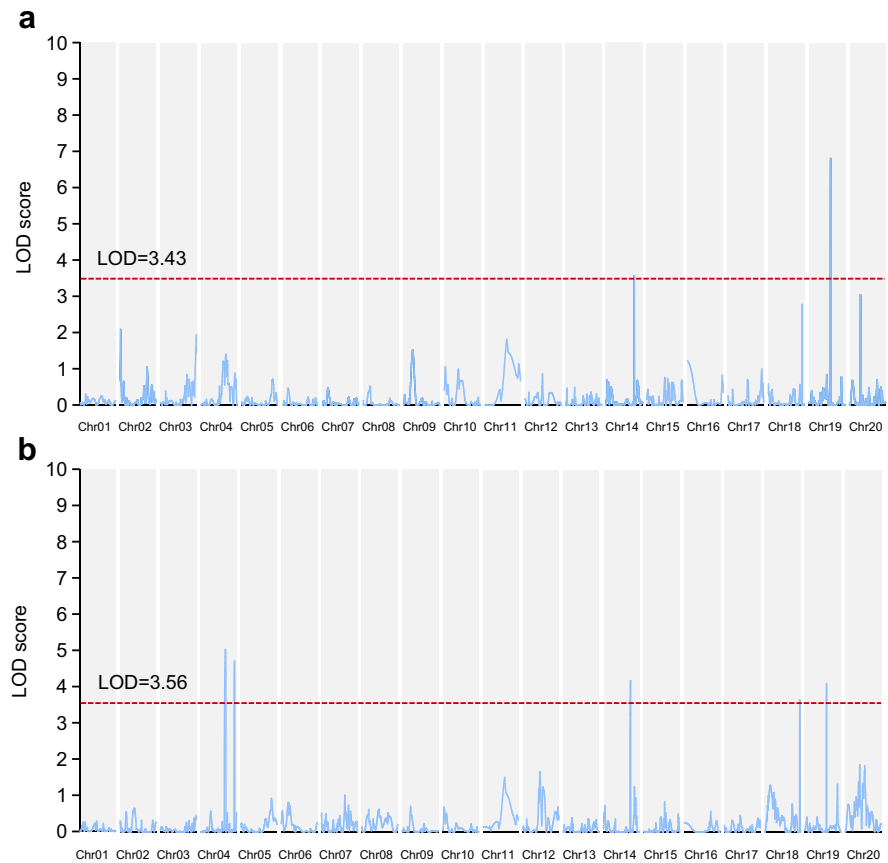 a
10
9
8
7
6
5
4
3
2
1
0
LOD score
LOD=3.43
Chr01 Chr02 Chr03 Chr04 Chr05 Chr06 Chr07 Chr08 Chr09 Chr10 Chr11 Chr12 Chr13 Chr14 Chr15 Chr16 Chr17 Chr18 Chr19 Chr20
b
10
9
8
7
6
5
4
3
2
1
0
LOD score
LOD=3.56
Chr01 Chr02 Chr03 Chr04 Chr05 Chr06 Chr07 Chr08 Chr09 Chr10 Chr11 Chr12 Chr13 Chr14 Chr15 Chr16 Chr17 Chr18 Chr19 Chr20